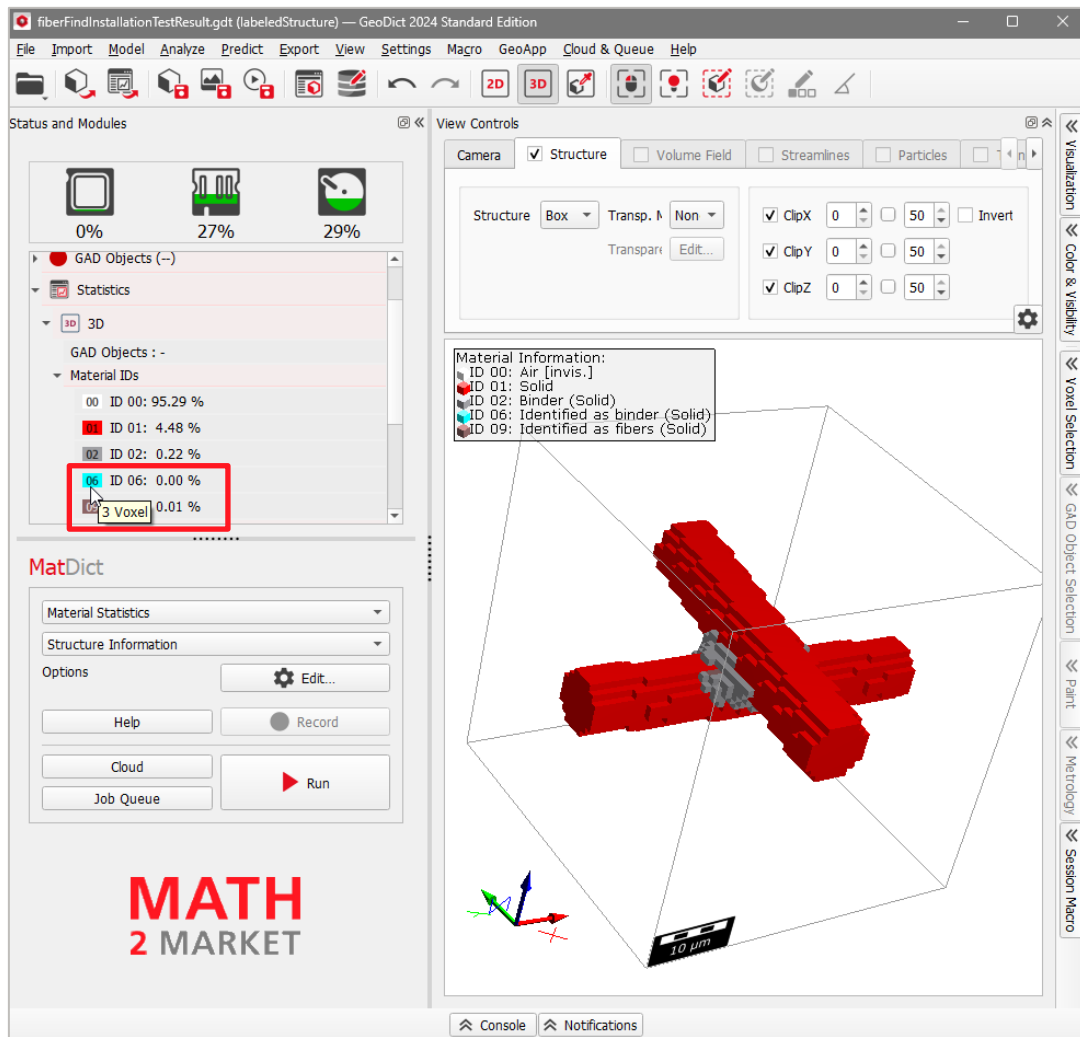 fiberFindInstallationTestResult.gdt (labeledStructure) — GeoDict 2024 Standard Edition
File Import Model Analyze Predict Export View Settings Macro GeoApp Cloud & Queue Help
2D 3D
Status and Modules
0% 27% 29%
GAD Objects (--)
Statistics
3D 3D
GAD Objects : -
Material IDs
00 ID 00: 95.29 %
01 ID 01: 4.48 %
02 ID 02: 0.22 %
06 ID 06: 0.00 %
0.01 %
3 Voxel
MatDict
Material Statistics
Structure Information
Options Edit...
Help Record
Cloud Run
Job Queue
MATH
2 MARKET
View Controls
Camera Structure Volume Field Streamlines Particles
Structure Box Transp. M Non
Transpare Edit...
ClipX 0 50 Invert
ClipY 0 50
ClipZ 0 50
Material Information:
ID 00: Air [invis.]
ID 01: Solid
ID 02: Binder (Solid)
ID 06: Identified as binder (Solid)
ID 09: Identified as fibers (Solid)
10 µm
Visualization
Color & Visibility
Voxel Selection
GAD Object Selection
Paint
Metrology
Session Macro
Console Notifications